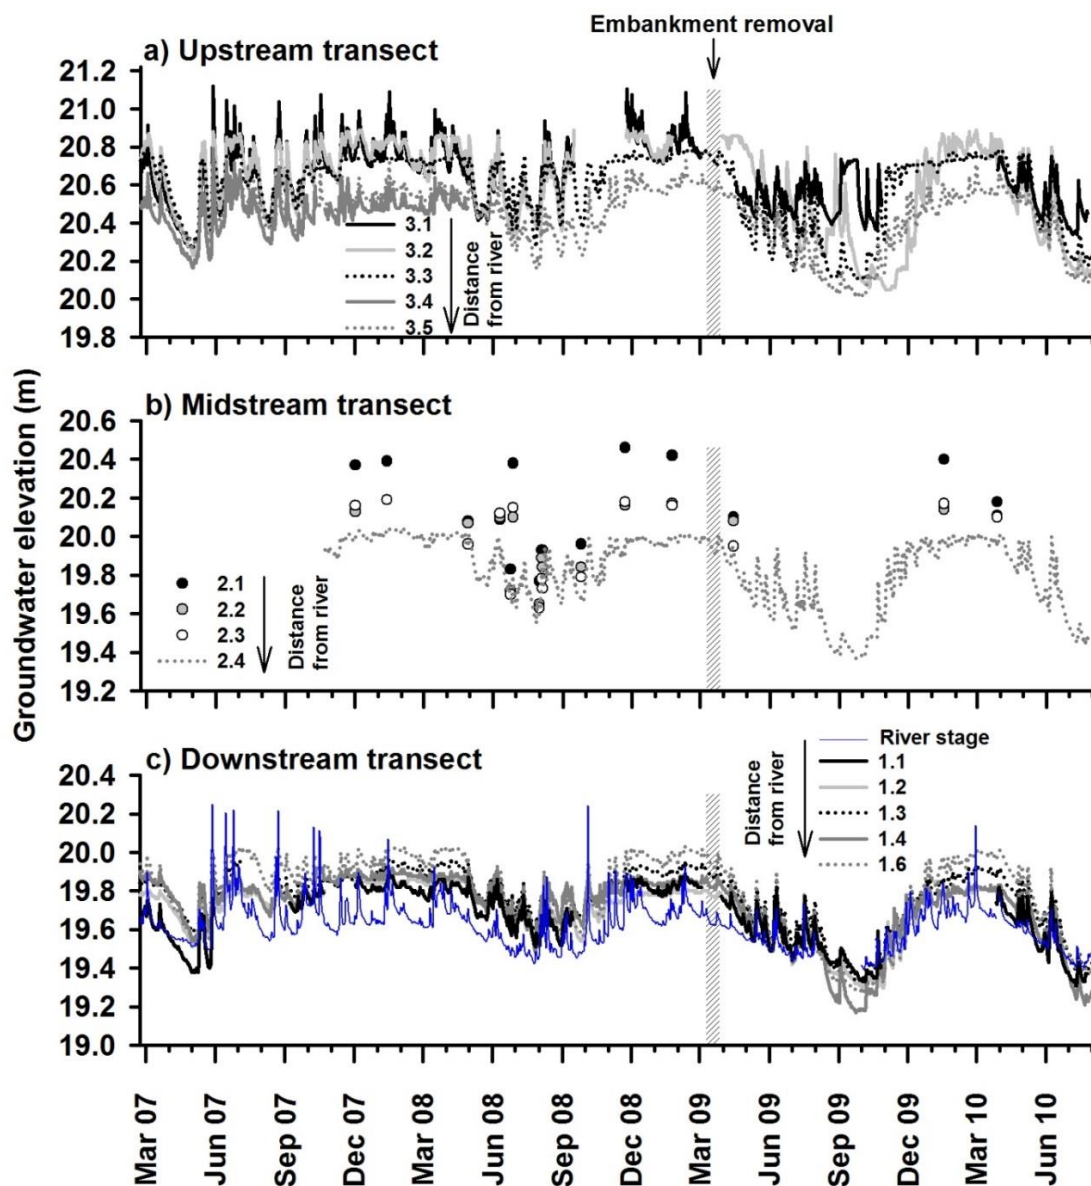 Embankment removal
a) Upstream transect
21.2
21.0
20.8
20.6
20.4
20.2
20.0
19.8
3.1
3.2
3.3
3.4
3.5
Distance
from river
Groundwater elevation (m)
b) Midstream transect
20.6
20.4
20.2
20.0
19.8
19.6
19.4
19.2
2.1
2.2
2.3
2.4
Distance
from river
c) Downstream transect
20.4
20.2
20.0
19.8
19.6
19.4
19.2
19.0
Distance
from river
River stage
1.1
1.2
1.3
1.4
1.6
Mar 07
Jun 07
Sep 07
Dec 07
Mar 08
Jun 08
Sep 08
Dec 08
Mar 09
Jun 09
Sep 09
Dec 09
Mar 10
Jun 10